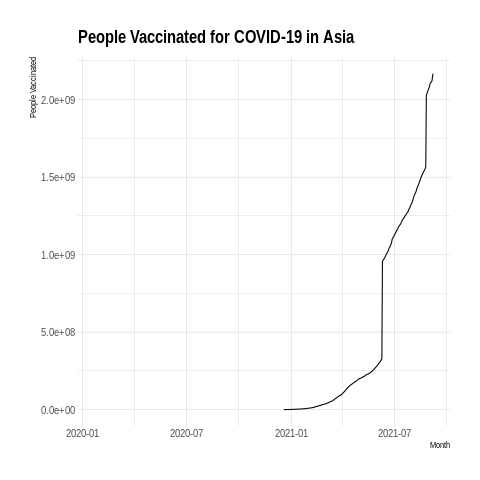 People Vaccinated for COVID-19 in Asia
People Vaccinated
2.0e+09
1.5e+09
1.0e+09
5.0e+08
0.0e+00
2020-01 2020-07 2021-01 2021-07
Month